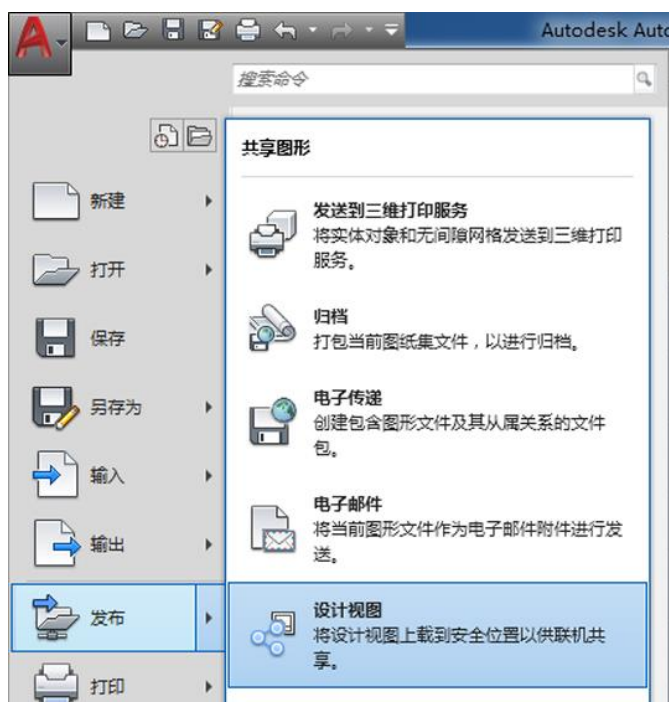 Autodesk Auto
搜索命令
共享图形
新建
打开
保存
另存为
输入
输出
发布
打印
发送到三维打印服务
将实体对象和无间隙网格发送到三维打印
服务。
归档
打包当前图纸集文件，以进行归档。
电子传递
创建包含图形文件及其从属关系的文件
包。
电子邮件
将当前图形文件作为电子邮件附件进行发
送。
设计视图
将设计视图上载到安全位置以供联机共
享。